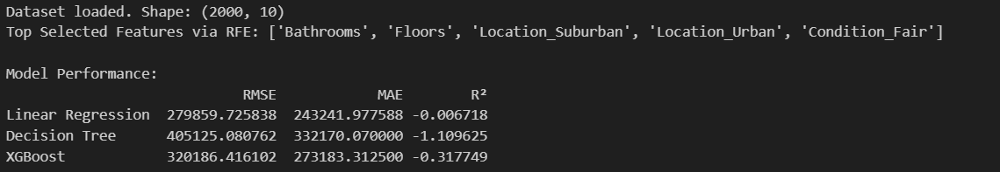 Dataset loaded. Shape: (2000, 10)
Top Selected Features via RFE: ['Bathrooms', 'Floors', 'Location_Suburban', 'Location_Urban', 'Condition_Fair']
Model Performance:
RMSE MAE R²
Linear Regression 279859.725838 243241.977588 -0.006718
Decision Tree 405125.080762 332170.070000 -1.109625
XGBoost 320186.416102 273183.312500 -0.317749